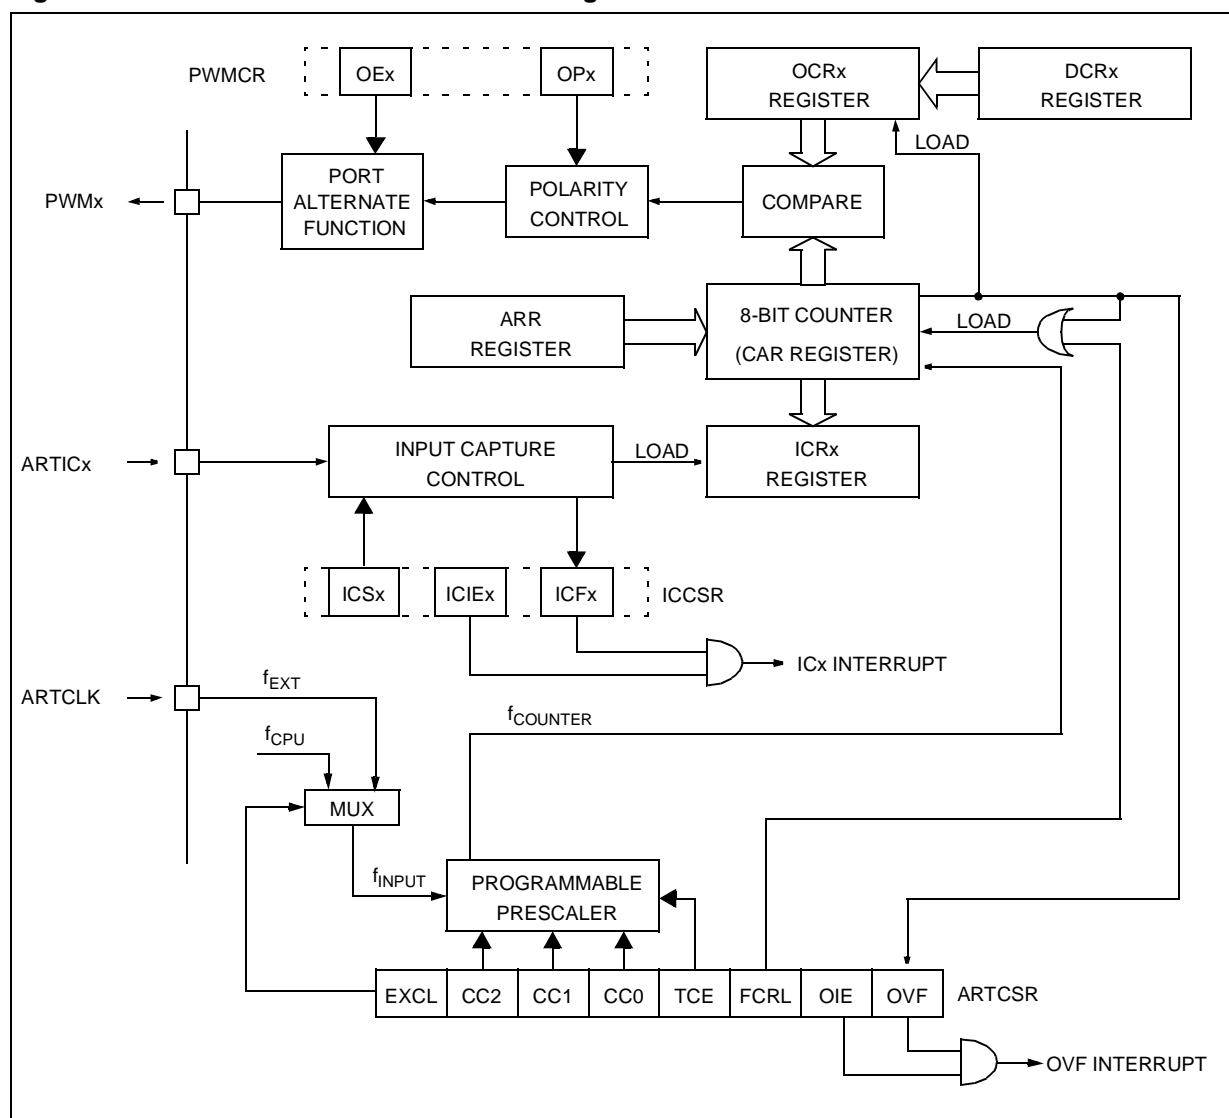 PWMCR
OEx
OPx
OCRx
REGISTER
DCRx
REGISTER
LOAD
PWMx
PORT
ALTERNATE
FUNCTION
POLARITY
CONTROL
COMPARE
ARR
REGISTER
8-BIT COUNTER
(CAR REGISTER)
LOAD
ARTICx
INPUT CAPTURE
CONTROL
LOAD
ICRx
REGISTER
ICSx
ICIEx
ICFx
ICCSR
ICx INTERRUPT
ARTCLK
fEXT
fCPU
fCOUNTER
MUX
fINPUT
PROGRAMMABLE
PRESCALER
EXCL
CC2
CC1
CC0
TCE
FCRL
OIE
OVF
ARTCSR
OVF INTERRUPT